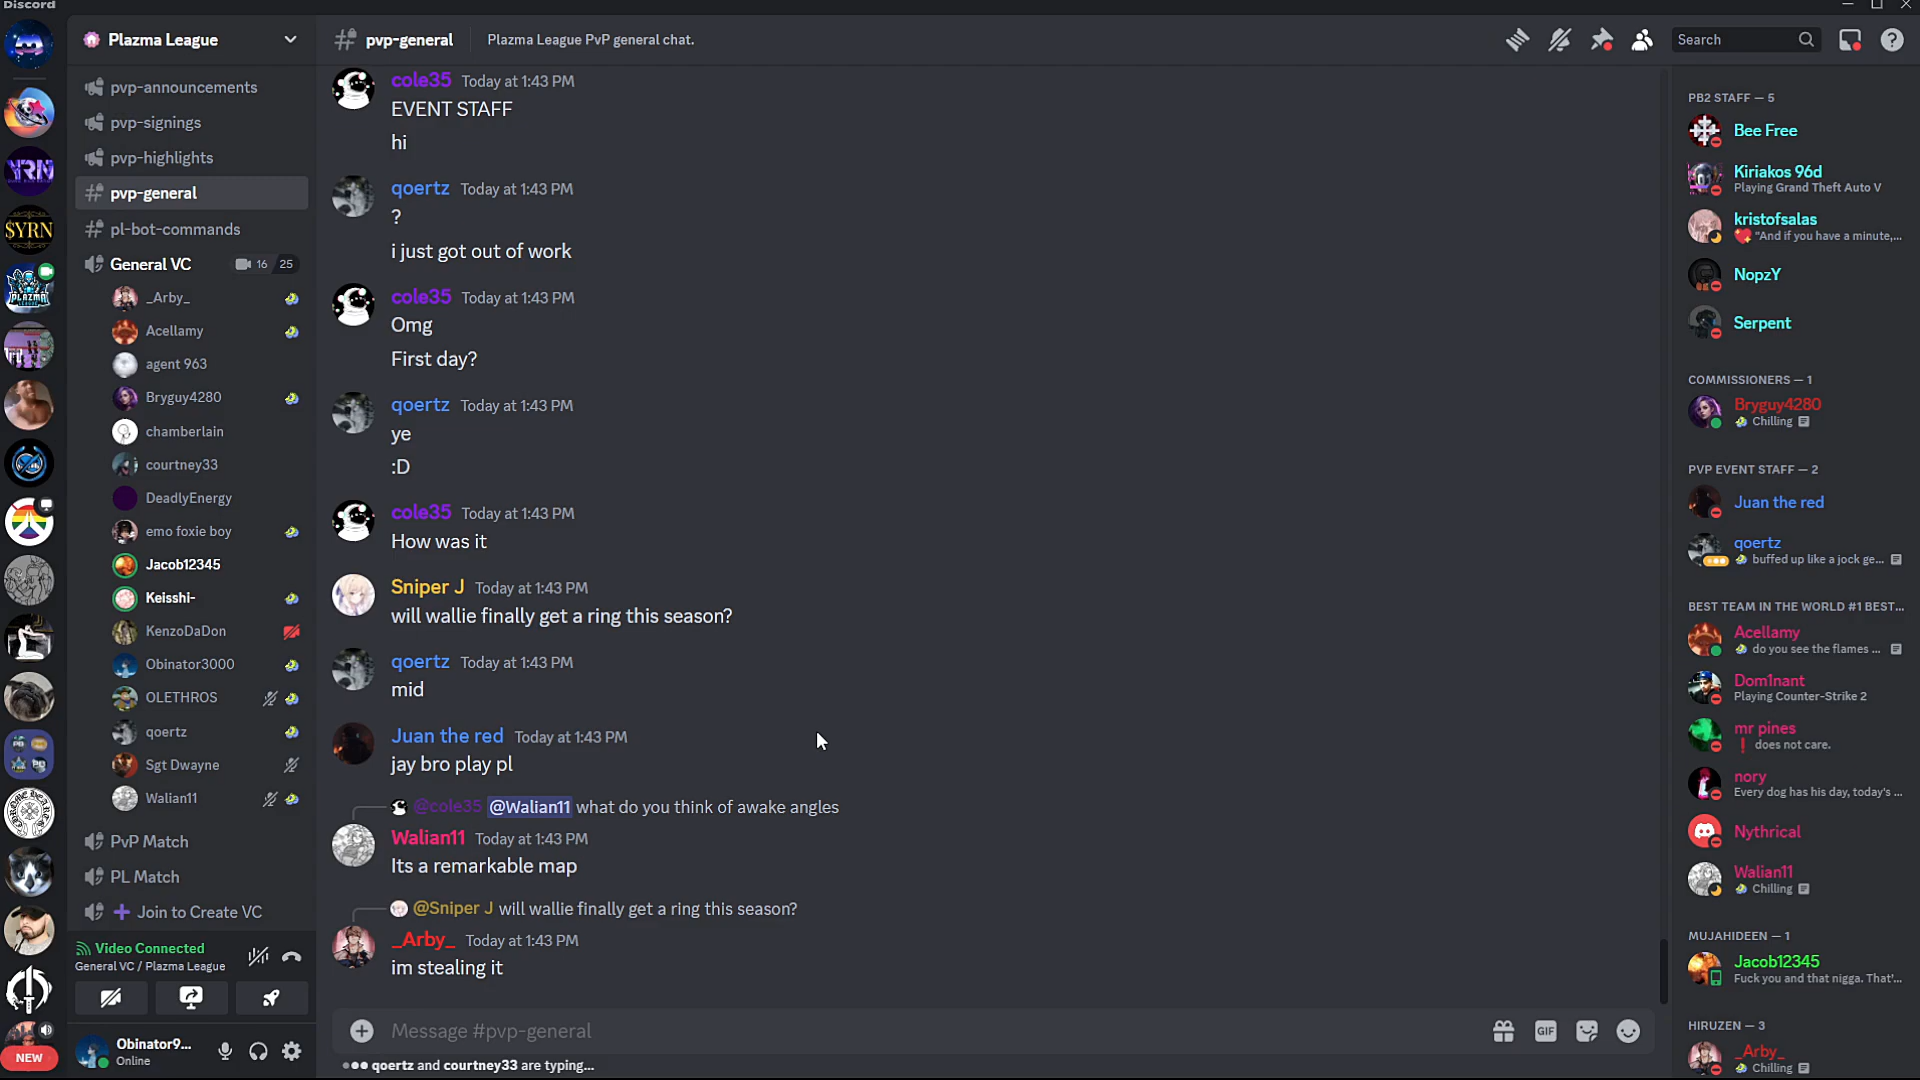 Discord
Plazma League
pvp-general
Plazma League PvP general chat.
Search
YRN
$YRN
PLAZMA
NEW
pvp-announcements
pvp-signings
pvp-highlights
pvp-general
pl-bot-commands
General VC
16 25
_Arby_
Acellamy
agent 963
Bryguy4280
chamberlain
courtney33
DeadlyEnergy
emo foxie boy
Jacob12345
Keisshi-
KenzoDaDon
Obinator3000
OLETHROS
qoertz
Sgt Dwayne
Walian11
PvP Match
PL Match
Join to Create VC
Video Connected
General VC / Plazma League
Obinator9...
Online
cole35 Today at 1:43 PM
EVENT STAFF
hi
qoertz Today at 1:43 PM
?
i just got out of work
cole35 Today at 1:43 PM
Omg
First day?
qoertz Today at 1:43 PM
ye
:D
cole35 Today at 1:43 PM
How was it
Sniper J Today at 1:43 PM
will wallie finally get a ring this season?
qoertz Today at 1:43 PM
mid
Juan the red Today at 1:43 PM
jay bro play pl
@cole35 @Walian11 what do you think of awake angles
Walian11 Today at 1:43 PM
Its a remarkable map
@Sniper J will wallie finally get a ring this season?
_Arby_ Today at 1:43 PM
im stealing it
Message #pvp-general
GIF
qoertz and courtney33 are typing...
PB2 STAFF — 5
Bee Free
Kiriakos 96d
Playing Grand Theft Auto V
kristofsalas
"And if you have a minute,...
NopzY
Serpent
COMMISSIONERS — 1
Bryguy4280
Chilling
PVP EVENT STAFF — 2
Juan the red
qoertz
buffed up like a jock ge...
BEST TEAM IN THE WORLD #1 BEST...
Acellamy
do you see the flames ...
Dom1nant
Playing Counter-Strike 2
mr pines
does not care.
nory
Every dog has his day, today's ...
Nythrical
Walian11
Chilling
MUJAHIDEEN — 1
Jacob12345
Fuck you and that nigga. That'...
HIRUZEN — 3
_Arby_
Chilling